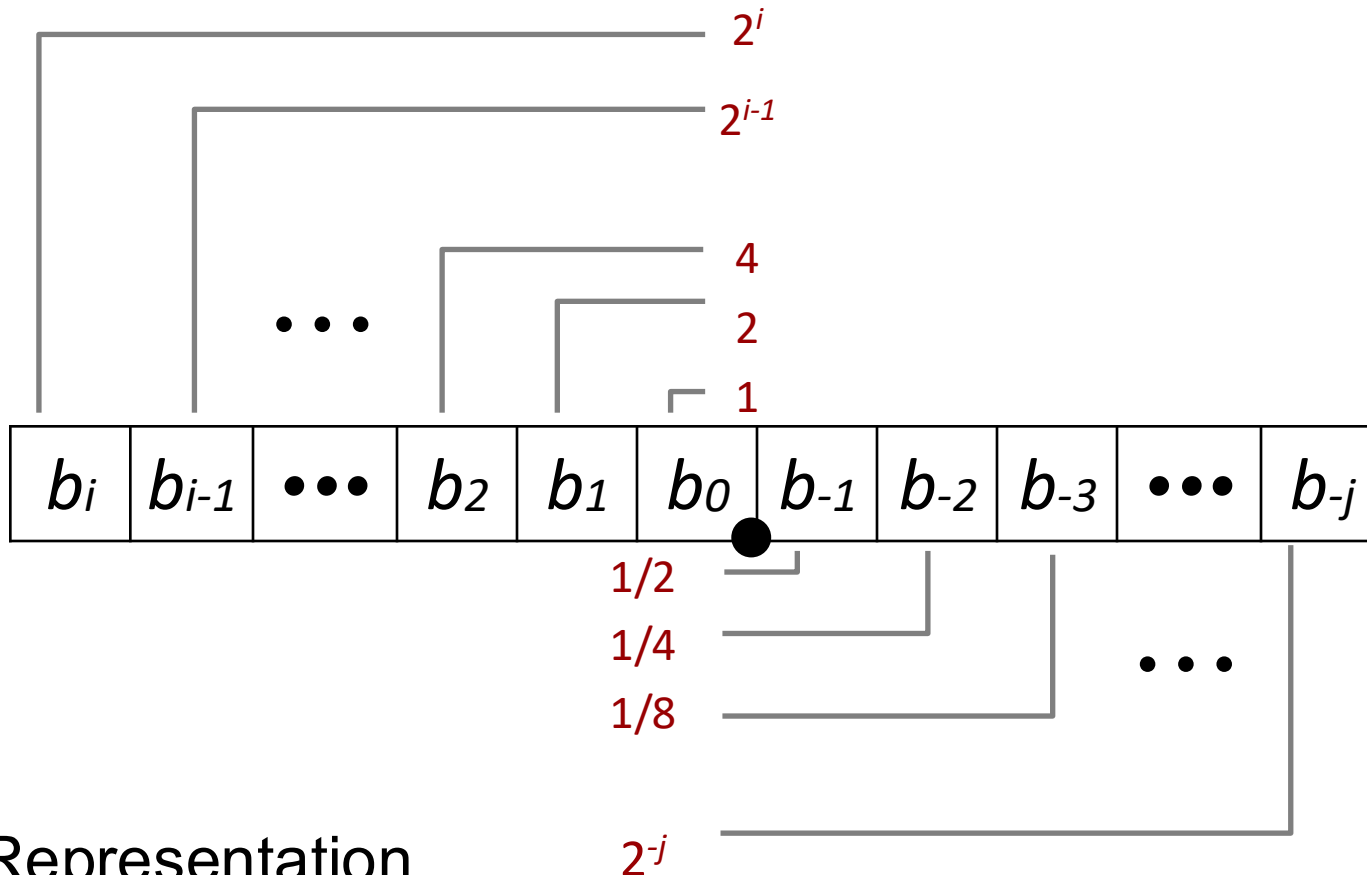 2^i
2^{i-1}
4
2
1
b_i b_{i-1} ••• b_2 b_1 b_0 b_{-1} b_{-2} b_{-3} ••• b_{-j}
1/2
1/4
1/8
Representation
2^{-j}